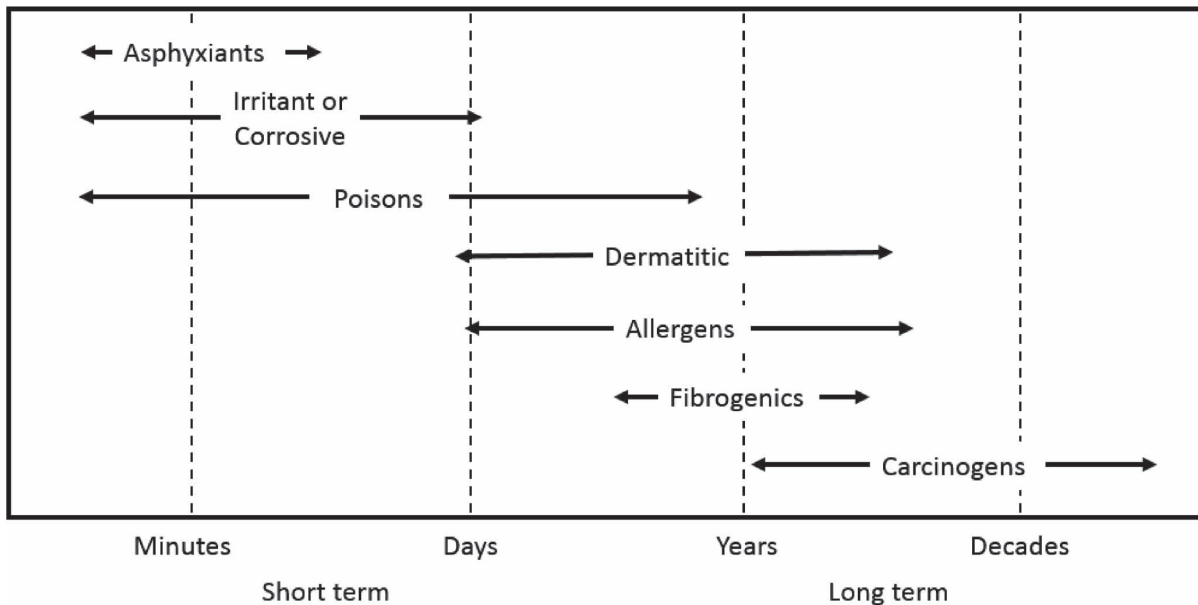 Asphyxiants
Irritant or
Corrosive
Poisons
Dermatitic
Allergens
Fibrogenics
Carcinogens
Minutes Days Years Decades
Short term Long term